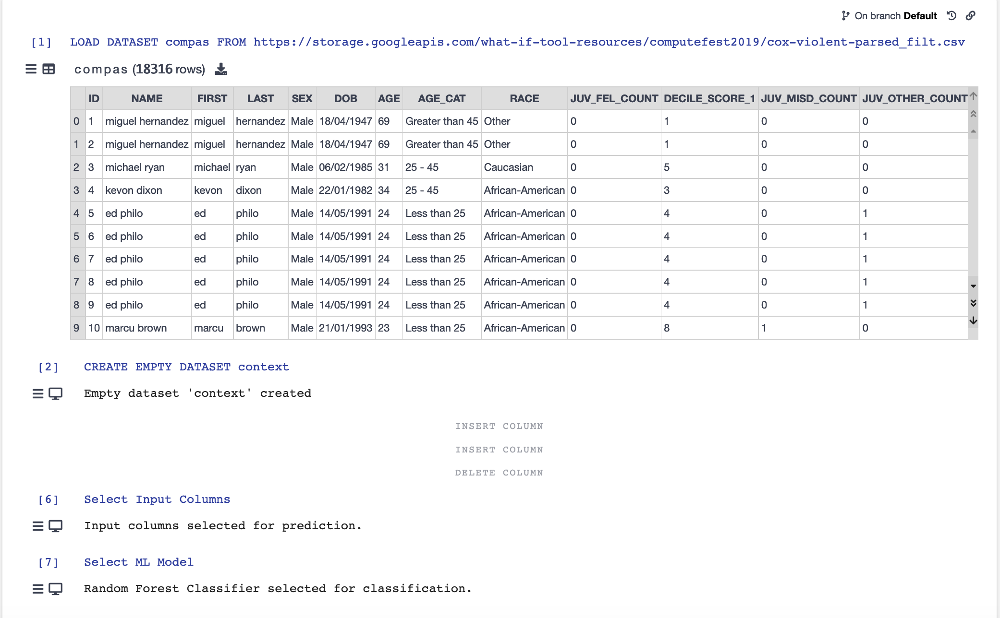 On branch Default
[1] LOAD DATASET compas FROM https://storage.googleapis.com/what-if-tool-resources/computefest2019/cox-violent-parsed_filt.csv
compas (18316 rows)
ID NAME FIRST LAST SEX DOB AGE AGE_CAT RACE JUV_FEL_COUNT DECILE_SCORE_1 JUV_MISD_COUNT JUV_OTHER_COUNT
0 1 miguel hernandez miguel hernandez Male 18/04/1947 69 Greater than 45 Other 0 1 0 0
1 2 miguel hernandez miguel hernandez Male 18/04/1947 69 Greater than 45 Other 0 1 0 0
2 3 michael ryan michael ryan Male 06/02/1985 31 25 - 45 Caucasian 0 5 0 0
3 4 kevon dixon kevon dixon Male 22/01/1982 34 25 - 45 African-American 0 3 0 0
4 5 ed philo ed philo Male 14/05/1991 24 Less than 25 African-American 0 4 0 1
5 6 ed philo ed philo Male 14/05/1991 24 Less than 25 African-American 0 4 0 1
6 7 ed philo ed philo Male 14/05/1991 24 Less than 25 African-American 0 4 0 1
7 8 ed philo ed philo Male 14/05/1991 24 Less than 25 African-American 0 4 0 1
8 9 ed philo ed philo Male 14/05/1991 24 Less than 25 African-American 0 4 0 1
9 10 marcu brown marcu brown Male 21/01/1993 23 Less than 25 African-American 0 8 1 0
[2] CREATE EMPTY DATASET context
Empty dataset 'context' created
INSERT COLUMN
INSERT COLUMN
DELETE COLUMN
[6] Select Input Columns
Input columns selected for prediction.
[7] Select ML Model
Random Forest Classifier selected for classification.